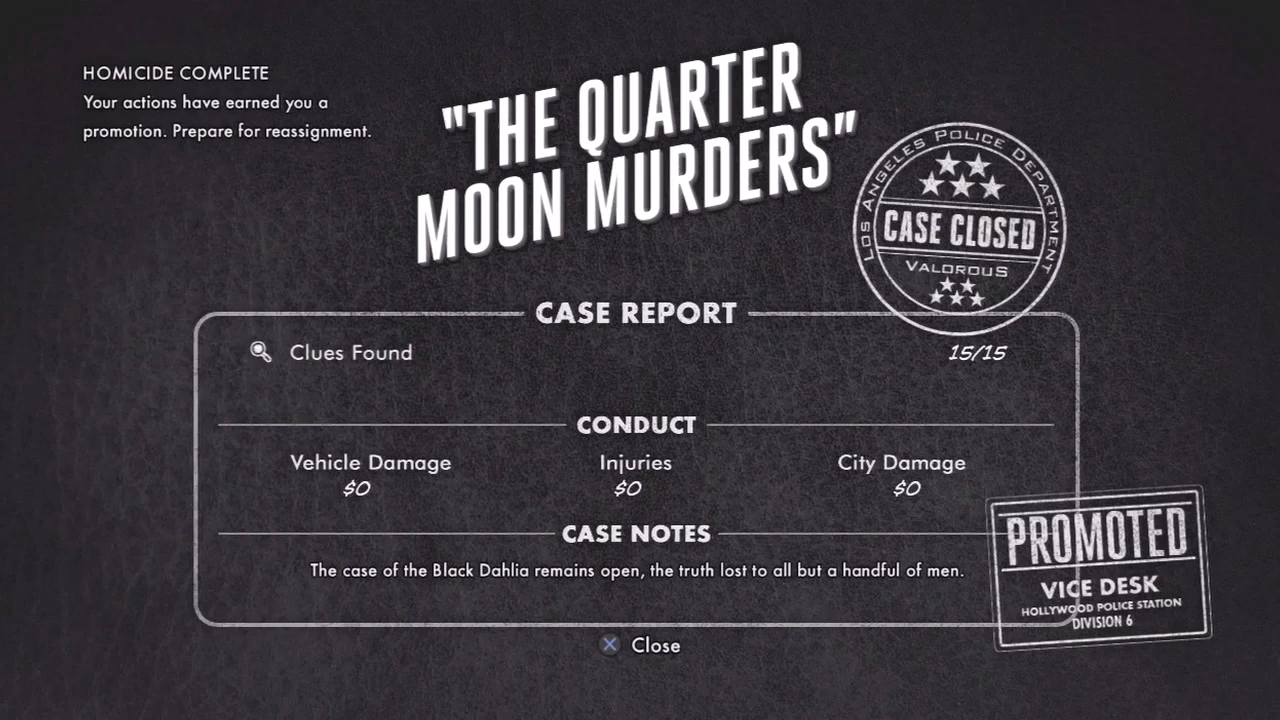 HOMICIDE COMPLETE
Your actions have earned you a
promotion. Prepare for reassignment.
"THE QUARTER
MOON MURDERS"
LOS ANGELES POLICE DEPARTMENT
CASE CLOSED
VALOROUS
CASE REPORT
Clues Found 15/15
CONDUCT
Vehicle Damage Injuries City Damage
$0 $0 $0
CASE NOTES
The case of the Black Dahlia remains open, the truth lost to all but a handful of men.
PROMOTED
VICE DESK
HOLLYWOOD POLICE STATION
DIVISION 6
Close